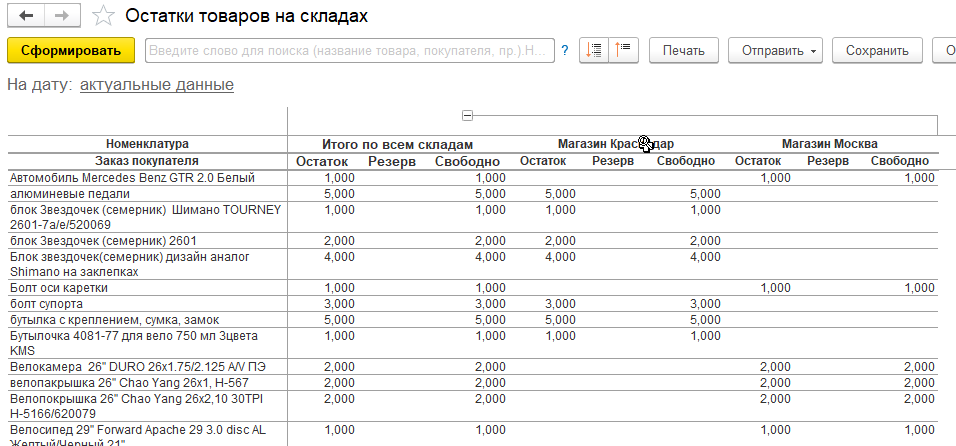 Остатки товаров на складах
Сформировать Введите слово для поиска (название товара, покупателя, пр.).Н... ? Печать Отправить Сохранить О
На дату: актуальные данные
Номенклатура Итого по всем складам Магазин Магазин Москва
Заказ покупателя Остаток Резерв Свободно Остаток Резерв Свободно Остаток Резерв Свободно
Автомобиль Mercedes Benz GTR 2.0 Белый 1,000 1,000 1,000 1,000
алюминевые педали 5,000 5,000 5,000 5,000
блок Звездочек (семерник) Шимано TOURNEY 1,000 1,000 1,000 1,000
2601-7а/е/520069
блок Звездочек (семерник) 2601 2,000 2,000 2,000 2,000
Блок звездочек(семерник) дизайн аналог 4,000 4,000 4,000 4,000
Shimano на заклепках
Болт оси каретки 1,000 1,000 1,000 1,000
болт супорта 3,000 3,000 3,000 3,000
бутылка с креплением, сумка, замок 5,000 5,000 5,000 5,000
Бутылочка 4081-77 для вело 750 мл 3цвета 1,000 1,000 1,000 1,000
KMS
Велокамера 26" DURO 26x1.75/2.125 A/V ПЭ 2,000 2,000 2,000 2,000
велопакрышка 26" Chao Yang 26x1, H-567 2,000 2,000 2,000 2,000
Велопокрышка 26" Chao Yang 26x2,10 30TPI 2,000 2,000 2,000 2,000
H-5166/620079
Велосипед 29" Forward Apache 29 3.0 disc AL 1,000 1,000 1,000 1,000
Желтый/Черный 21"